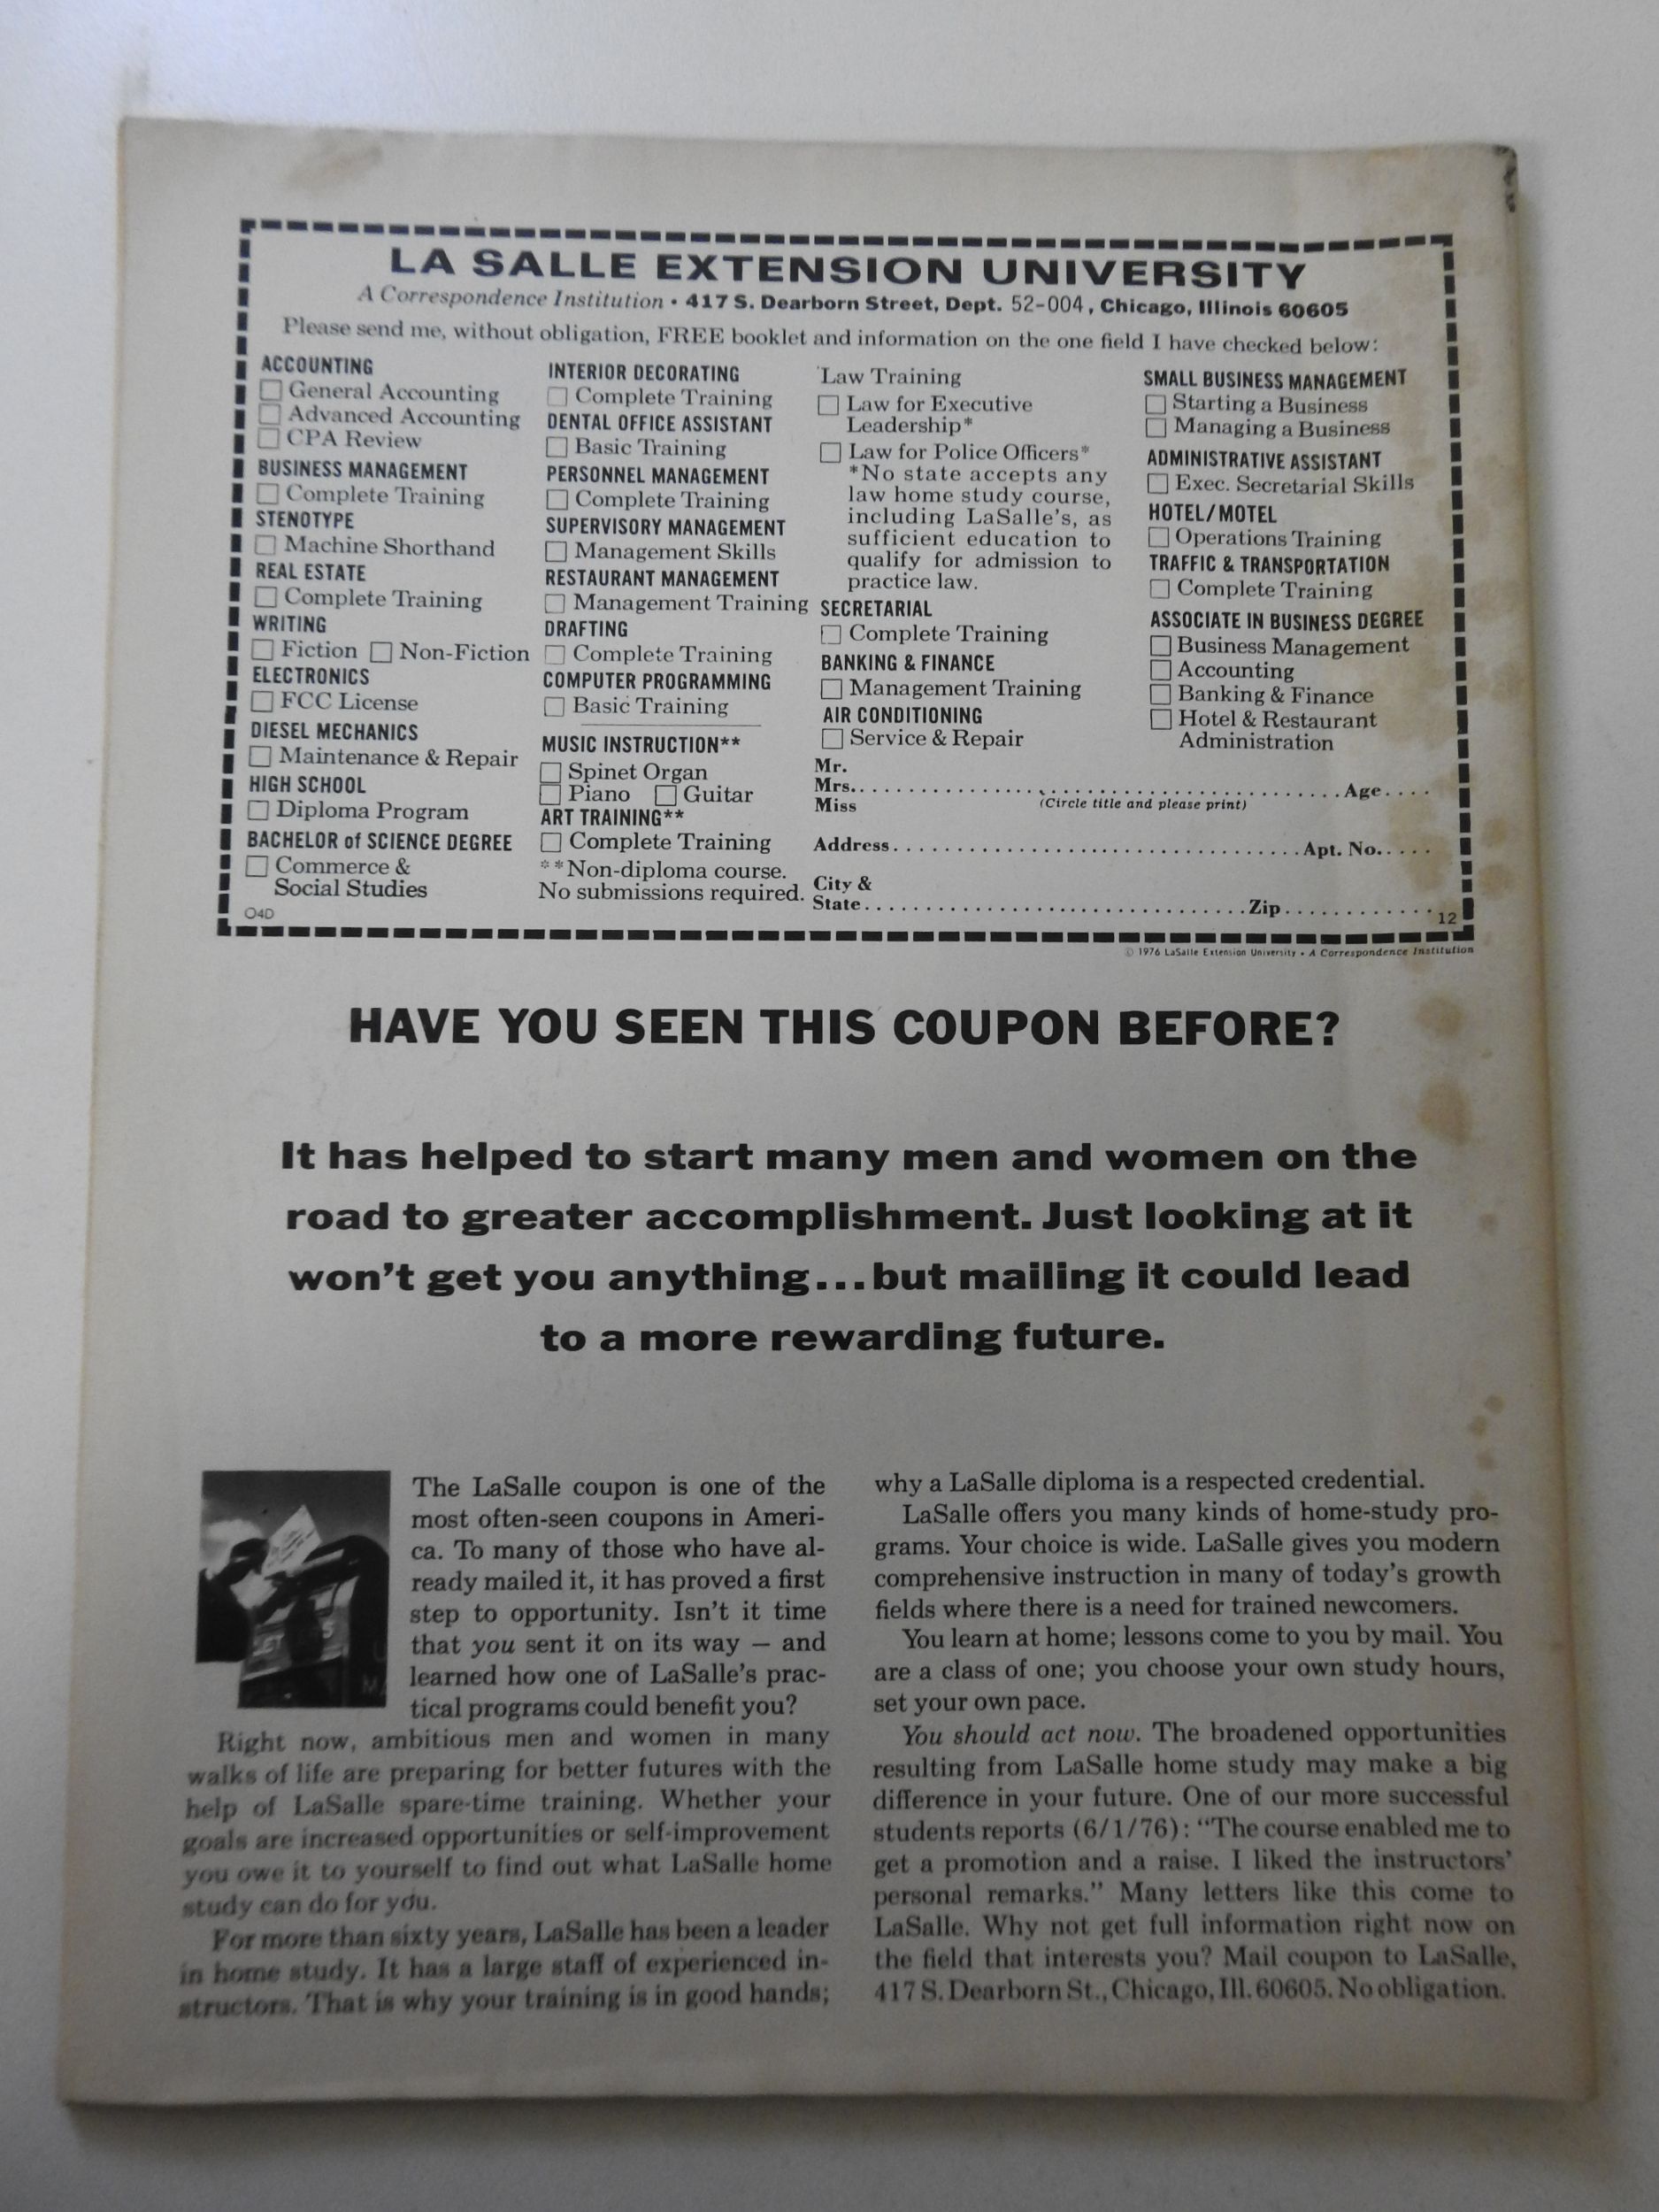 LA SALLE EXTENSION UNIVERSITY
A Correspondence Institution • 417 S. Dearborn Street, Dept. 52-004, Chicago, Illinois 60605
Please send me, without obligation, FREE booklet and information on the one field I have checked below:
ACCOUNTING
General Accounting
Advanced Accounting
CPA Review
BUSINESS MANAGEMENT
Complete Training
STENOTYPE
Machine Shorthand
REAL ESTATE
Complete Training
WRITING
Fiction Non-Fiction
ELECTRONICS
FCC License
DIESEL MECHANICS
Maintenance & Repair
HIGH SCHOOL
Diploma Program
BACHELOR of SCIENCE DEGREE
Commerce &
Social Studies
04D
INTERIOR DECORATING
Complete Training
DENTAL OFFICE ASSISTANT
Basic Training
PERSONNEL MANAGEMENT
Complete Training
SUPERVISORY MANAGEMENT
Management Skills
RESTAURANT MANAGEMENT
Management Training
DRAFTING
Complete Training
COMPUTER PROGRAMMING
Basic Training
MUSIC INSTRUCTION**
Spinet Organ
Piano Guitar
ART TRAINING**
Complete Training
**Non-diploma course.
No submissions required.
Law Training
Law for Executive
Leadership*
Law for Police Officers*
*No state accepts any
law home study course,
including LaSalle's, as
sufficient education to
qualify for admission to
practice law.
SECRETARIAL
Complete Training
BANKING & FINANCE
Management Training
AIR CONDITIONING
Service & Repair
SMALL BUSINESS MANAGEMENT
Starting a Business
Managing a Business
ADMINISTRATIVE ASSISTANT
Exec. Secretarial Skills
HOTEL/MOTEL
Operations Training
TRAFFIC & TRANSPORTATION
Complete Training
ASSOCIATE IN BUSINESS DEGREE
Business Management
Accounting
Banking & Finance
Hotel & Restaurant
Administration
Mr.
Mrs. Age
Miss (Circle title and please print)
Address Apt. No.
City &
State Zip
12
© 1976 LaSalle Extension University • A Correspondence Institution
HAVE YOU SEEN THIS COUPON BEFORE?
It has helped to start many men and women on the
road to greater accomplishment. Just looking at it
won't get you anything...but mailing it could lead
to a more rewarding future.
The LaSalle coupon is one of the
most often-seen coupons in Ameri-
ca. To many of those who have al-
ready mailed it, it has proved a first
step to opportunity. Isn't it time
that you sent it on its way — and
learned how one of LaSalle's prac-
tical programs could benefit you?
Right now, ambitious men and women in many
walks of life are preparing for better futures with the
help of LaSalle spare-time training. Whether your
goals are increased opportunities or self-improvement
you owe it to yourself to find out what LaSalle home
study can do for you.
For more than sixty years, LaSalle has been a leader
in home study. It has a large staff of experienced in-
structors. That is why your training is in good hands;
why a LaSalle diploma is a respected credential.
LaSalle offers you many kinds of home-study pro-
grams. Your choice is wide. LaSalle gives you modern
comprehensive instruction in many of today's growth
fields where there is a need for trained newcomers.
You learn at home; lessons come to you by mail. You
are a class of one; you choose your own study hours,
set your own pace.
You should act now. The broadened opportunities
resulting from LaSalle home study may make a big
difference in your future. One of our more successful
students reports (6/1/76): "The course enabled me to
get a promotion and a raise. I liked the instructors'
personal remarks." Many letters like this come to
LaSalle. Why not get full information right now on
the field that interests you? Mail coupon to LaSalle,
417 S. Dearborn St., Chicago, Ill. 60605. No obligation.